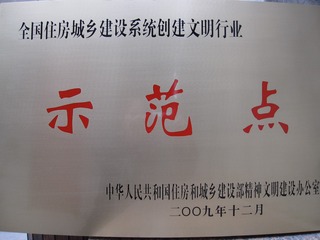 全国住房城乡建设系统创建文明行业
示范点
中华人民共和国住房和城乡建设部精神文明建设办公室
二〇〇九年十二月